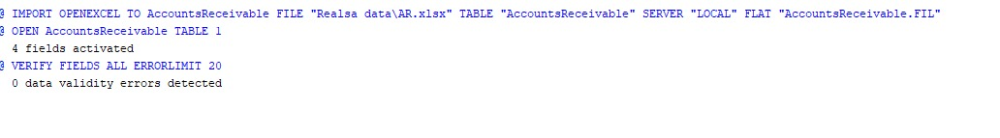 @ IMPORT OPENEXCEL TO AccountsReceivable FILE "Realsa data\AR.xlsx" TABLE "AccountsReceivable" SERVER "LOCAL" FLAT "AccountsReceivable.FIL"
@ OPEN AccountsReceivable TABLE 1
4 fields activated
@ VERIFY FIELDS ALL ERRORLIMIT 20
0 data validity errors detected